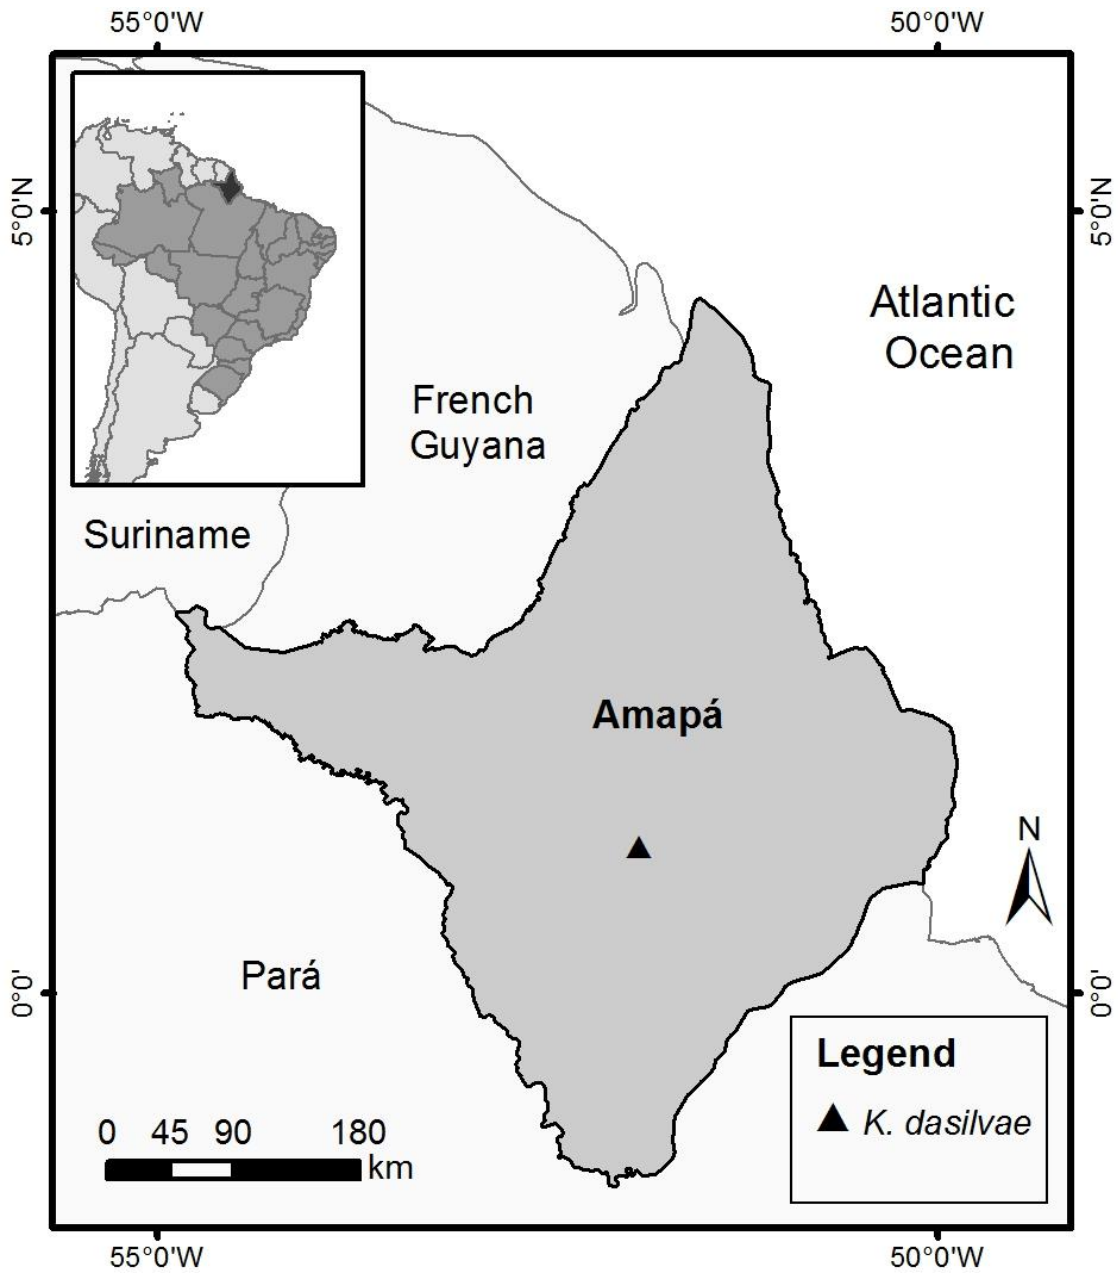 55°0'W
50°0'W
5°0'N
5°0'N
Atlantic
Ocean
French
Guyana
Suriname
Amapá
N
Pará
0°0'
0°0'
Legend
K. dasilvae
0 45 90 180
km
55°0'W
50°0'W